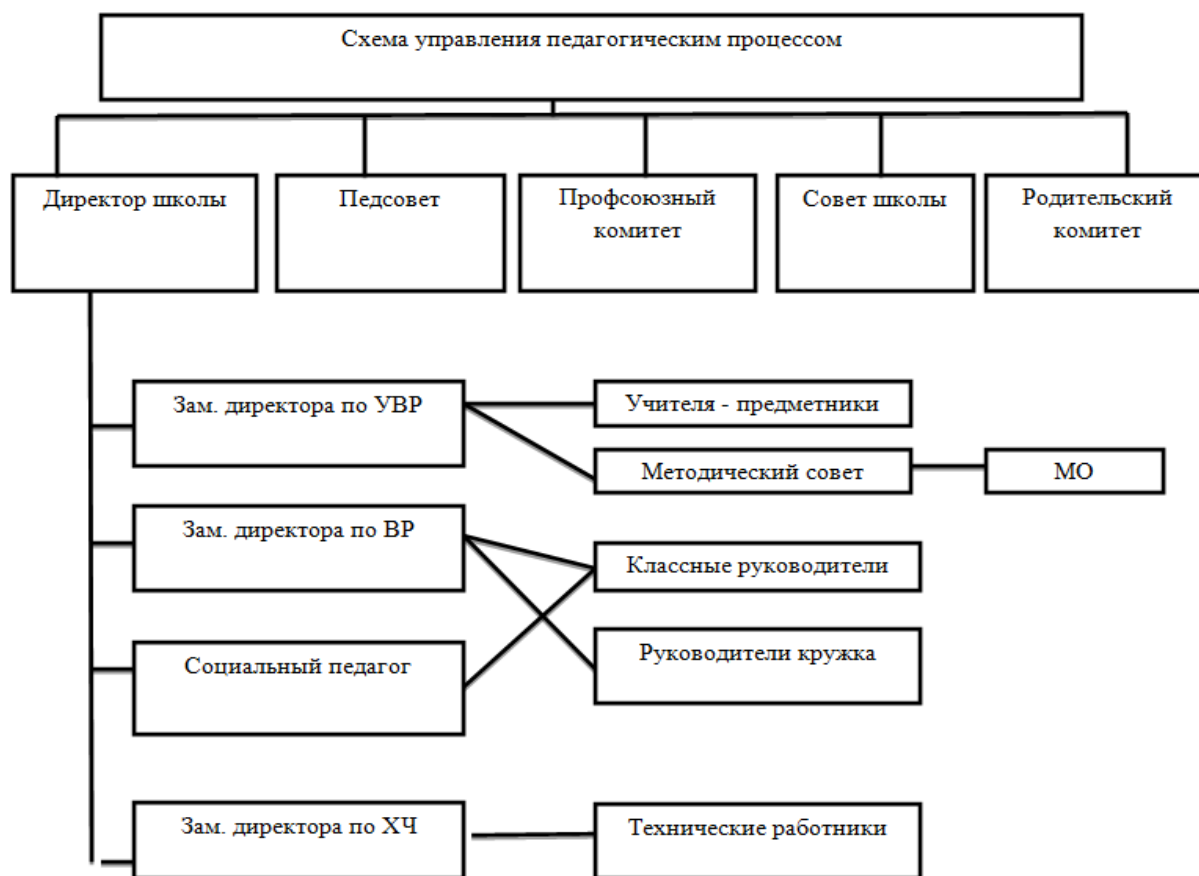 Схема управления педагогическим процессом
Директор школы
Педсовет
Профсоюзный
комитет
Совет школы
Родительский
комитет
Зам. директора по УВР
Учителя - предметники
Методический совет
МО
Зам. директора по ВР
Классные руководители
Руководители кружка
Социальный педагог
Зам. директора по ХЧ
Технические работники